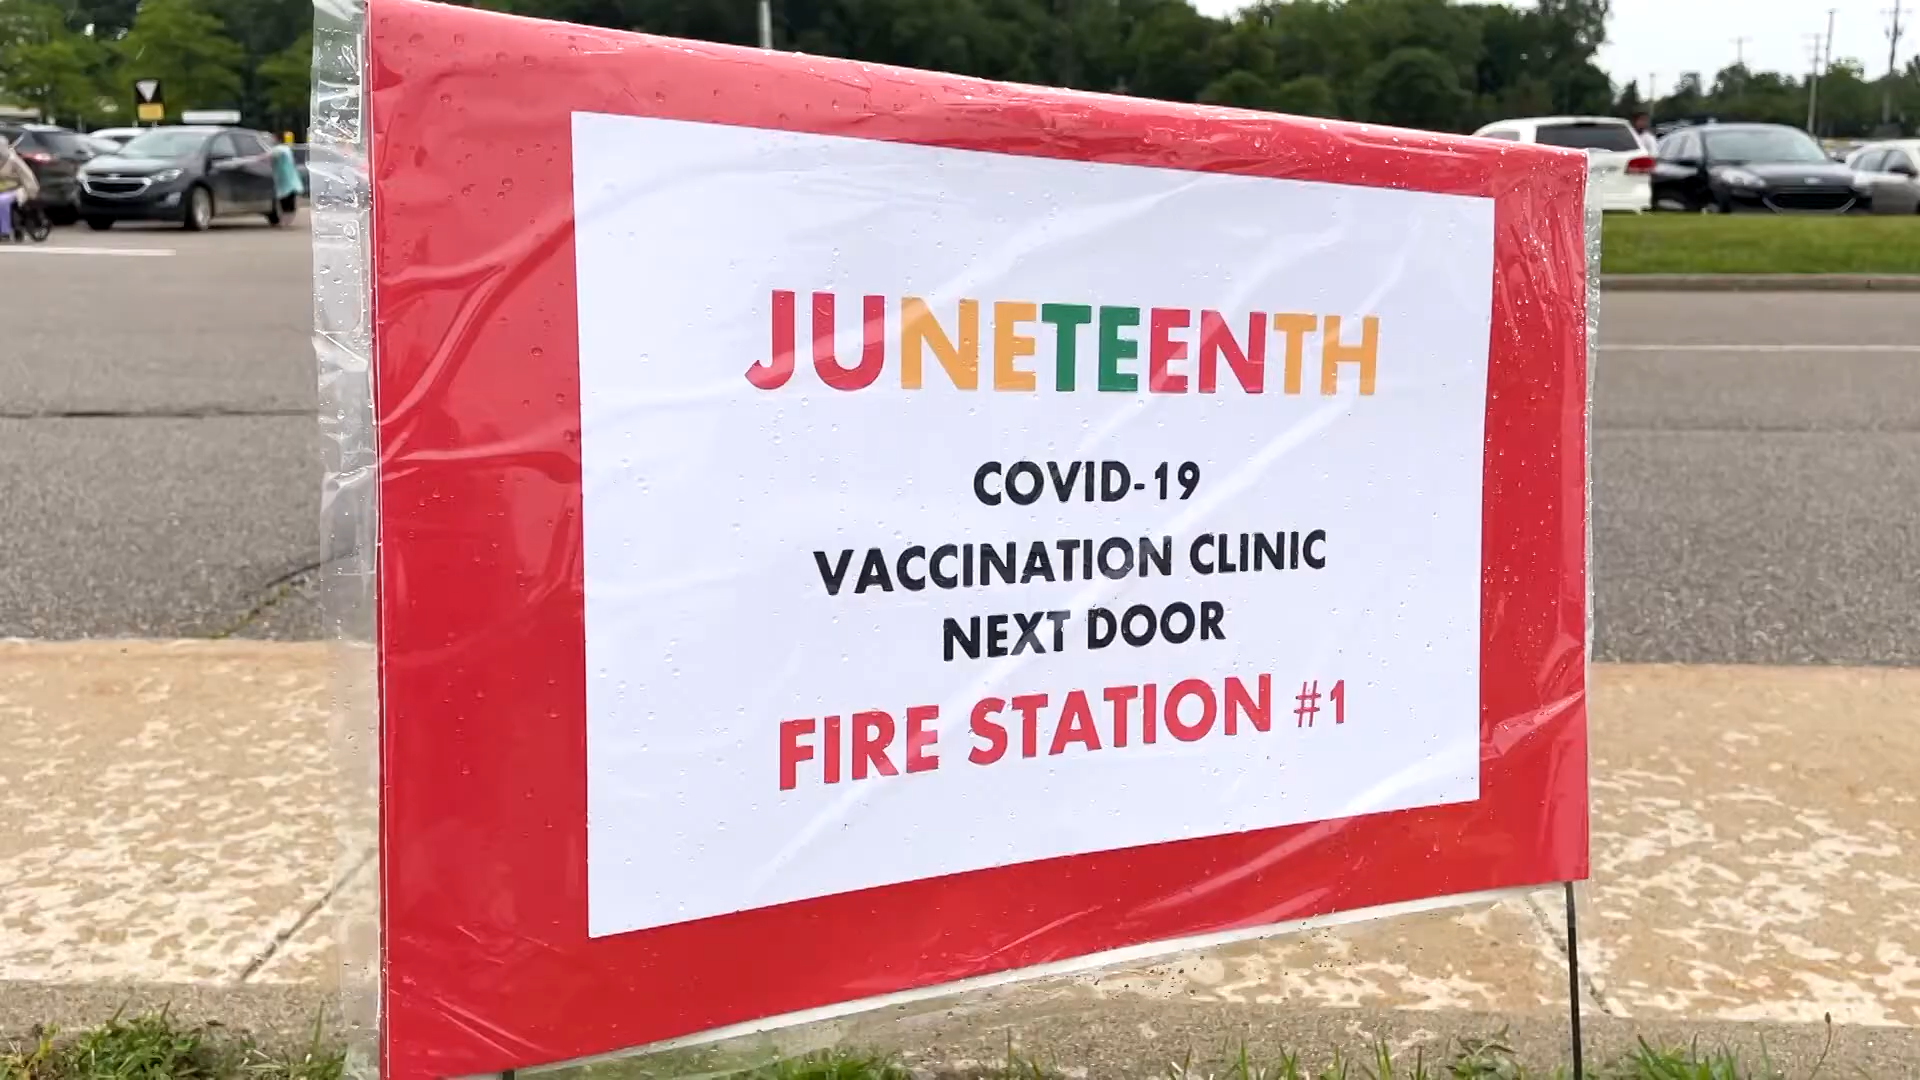 JUNETEENTH
COVID-19
VACCINATION CLINIC
NEXT DOOR
FIRE STATION #1